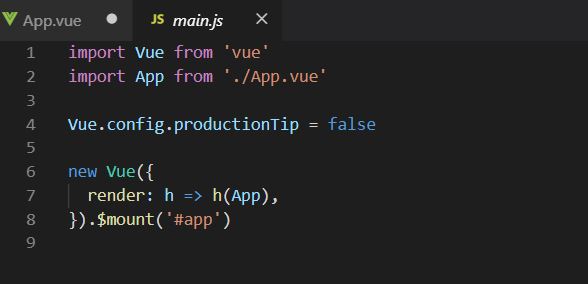 App.vue ● JS main.js ×
1 import Vue from 'vue'
2 import App from './App.vue'
3
4 Vue.config.productionTip = false
5
6 new Vue({
7   render: h => h(App),
8 }).$mount('#app')
9